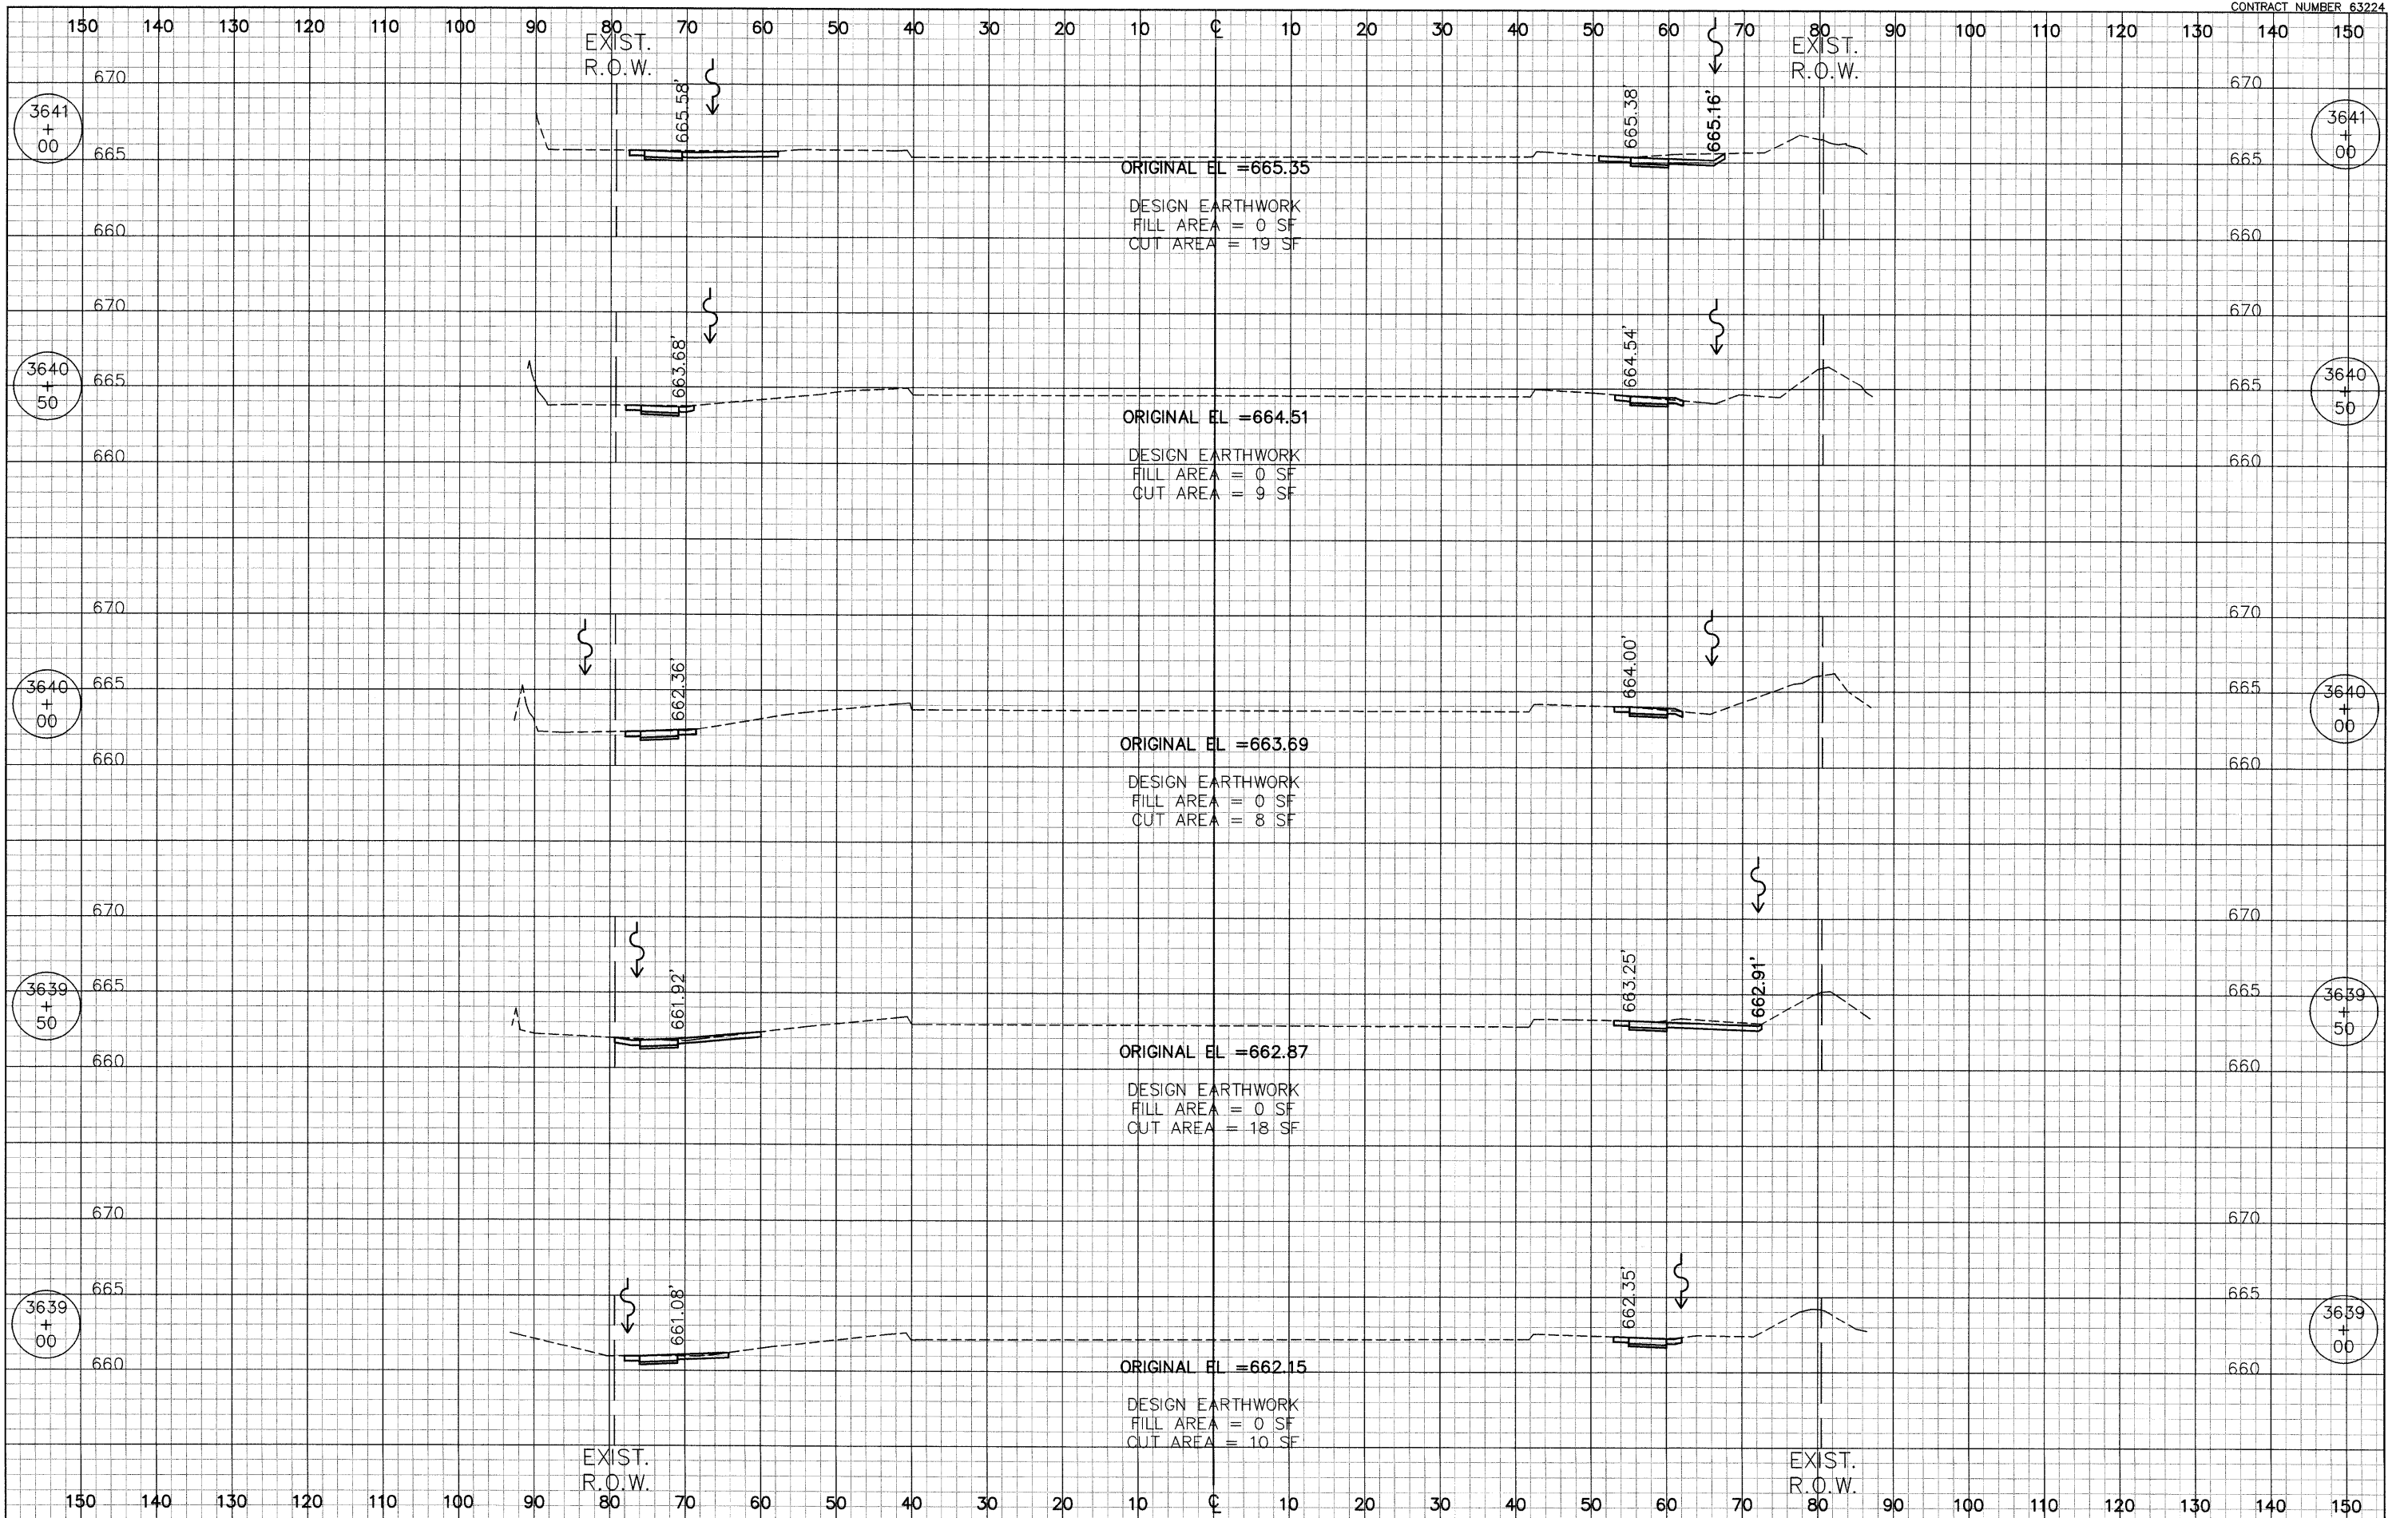 CONTRACT NUMBER 63224
150 140 130 120 110 100 90 80 70 60 50 40 30 20 10 ℄ 10 20 30 40 50 60 70 80 90 100 110 120 130 140 150
EXIST.
R.O.W.
EXIST.
R.O.W.
670
670
3641
+
00
665.58'
665.38'
665.16'
3641
+
00
665
665
ORIGINAL EL =665.35
DESIGN EARTHWORK
FILL AREA = 0 SF
CUT AREA = 19 SF
660
660
670
670
3640
+
50
663.68'
664.54'
3640
+
50
665
665
ORIGINAL EL =664.51
DESIGN EARTHWORK
FILL AREA = 0 SF
CUT AREA = 9 SF
660
660
670
670
3640
+
00
662.36'
664.00'
3640
+
00
665
665
ORIGINAL EL =663.69
660
660
DESIGN EARTHWORK
FILL AREA = 0 SF
CUT AREA = 8 SF
670
670
3639
+
50
661.92'
663.25'
662.91'
3639
+
50
665
665
ORIGINAL EL =662.87
660
660
DESIGN EARTHWORK
FILL AREA = 0 SF
CUT AREA = 18 SF
670
670
3639
+
00
661.08'
662.35'
3639
+
00
665
665
ORIGINAL EL =662.15
660
660
DESIGN EARTHWORK
FILL AREA = 0 SF
CUT AREA = 10 SF
EXIST.
R.O.W.
EXIST.
R.O.W.
150 140 130 120 110 100 90 80 70 60 50 40 30 20 10 ℄ 10 20 30 40 50 60 70 80 90 100 110 120 130 140 150